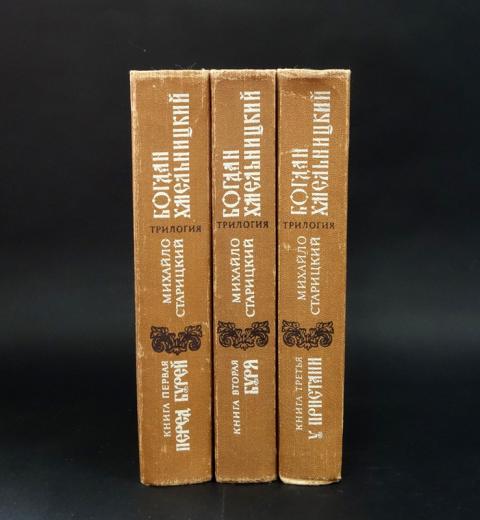 БОГДАН
ХМЕЛЬНИЦКИЙ
ТРИЛОГИЯ
МИХАЙЛО
СТАРИЦКИЙ
КНИГА ПЕРВАЯ
ПЕРЕД БУРЕЙ
БОГДАН
ХМЕЛЬНИЦКИЙ
ТРИЛОГИЯ
МИХАЙЛО
СТАРИЦКИЙ
КНИГА ВТОРАЯ
БУРЯ
БОГДАН
ХМЕЛЬНИЦКИЙ
ТРИЛОГИЯ
МИХАЙЛО
СТАРИЦКИЙ
КНИГА ТРЕТЬЯ
У ПРИСТАНИ